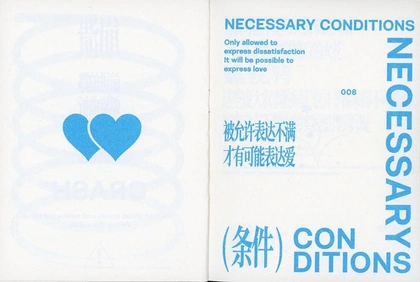 NECESSARY CONDITIONS
Only allowed to
express dissatisfaction
It will be possible to
express love
008
被允许表达不满
才有可能表达爱
NECESSARY
(条件)
CON
DITIONS